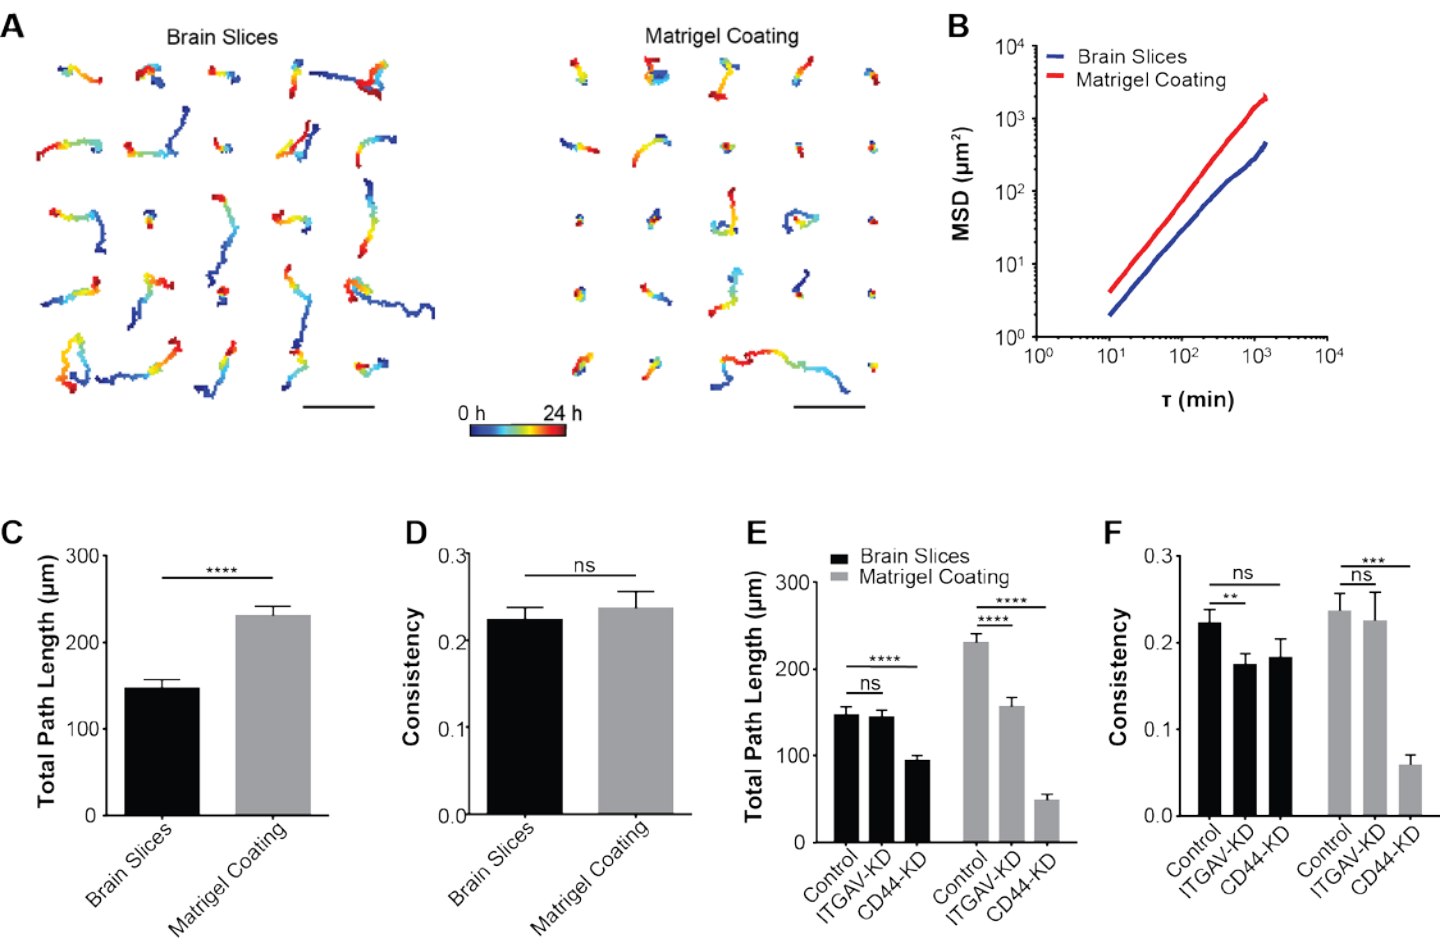 A
Brain Slices
Matrigel Coating
0 h
24 h
B
Brain Slices
Matrigel Coating
MSD (µm²)
10⁴
10³
10²
10¹
10⁰
10⁰
10¹
10²
10³
10⁴
τ (min)
C
Total Path Length (µm)
300
200
100
0
****
Brain Slices
Matrigel Coating
D
Consistency
0.3
0.2
0.1
0.0
ns
Brain Slices
Matrigel Coating
E
Brain Slices
Matrigel Coating
Total Path Length (µm)
300
200
100
0
****
ns
****
****
Control
ITGAV-KD
CD44-KD
Control
ITGAV-KD
CD44-KD
F
Consistency
0.3
0.2
0.1
0.0
ns
**
***
ns
Control
ITGAV-KD
CD44-KD
Control
ITGAV-KD
CD44-KD